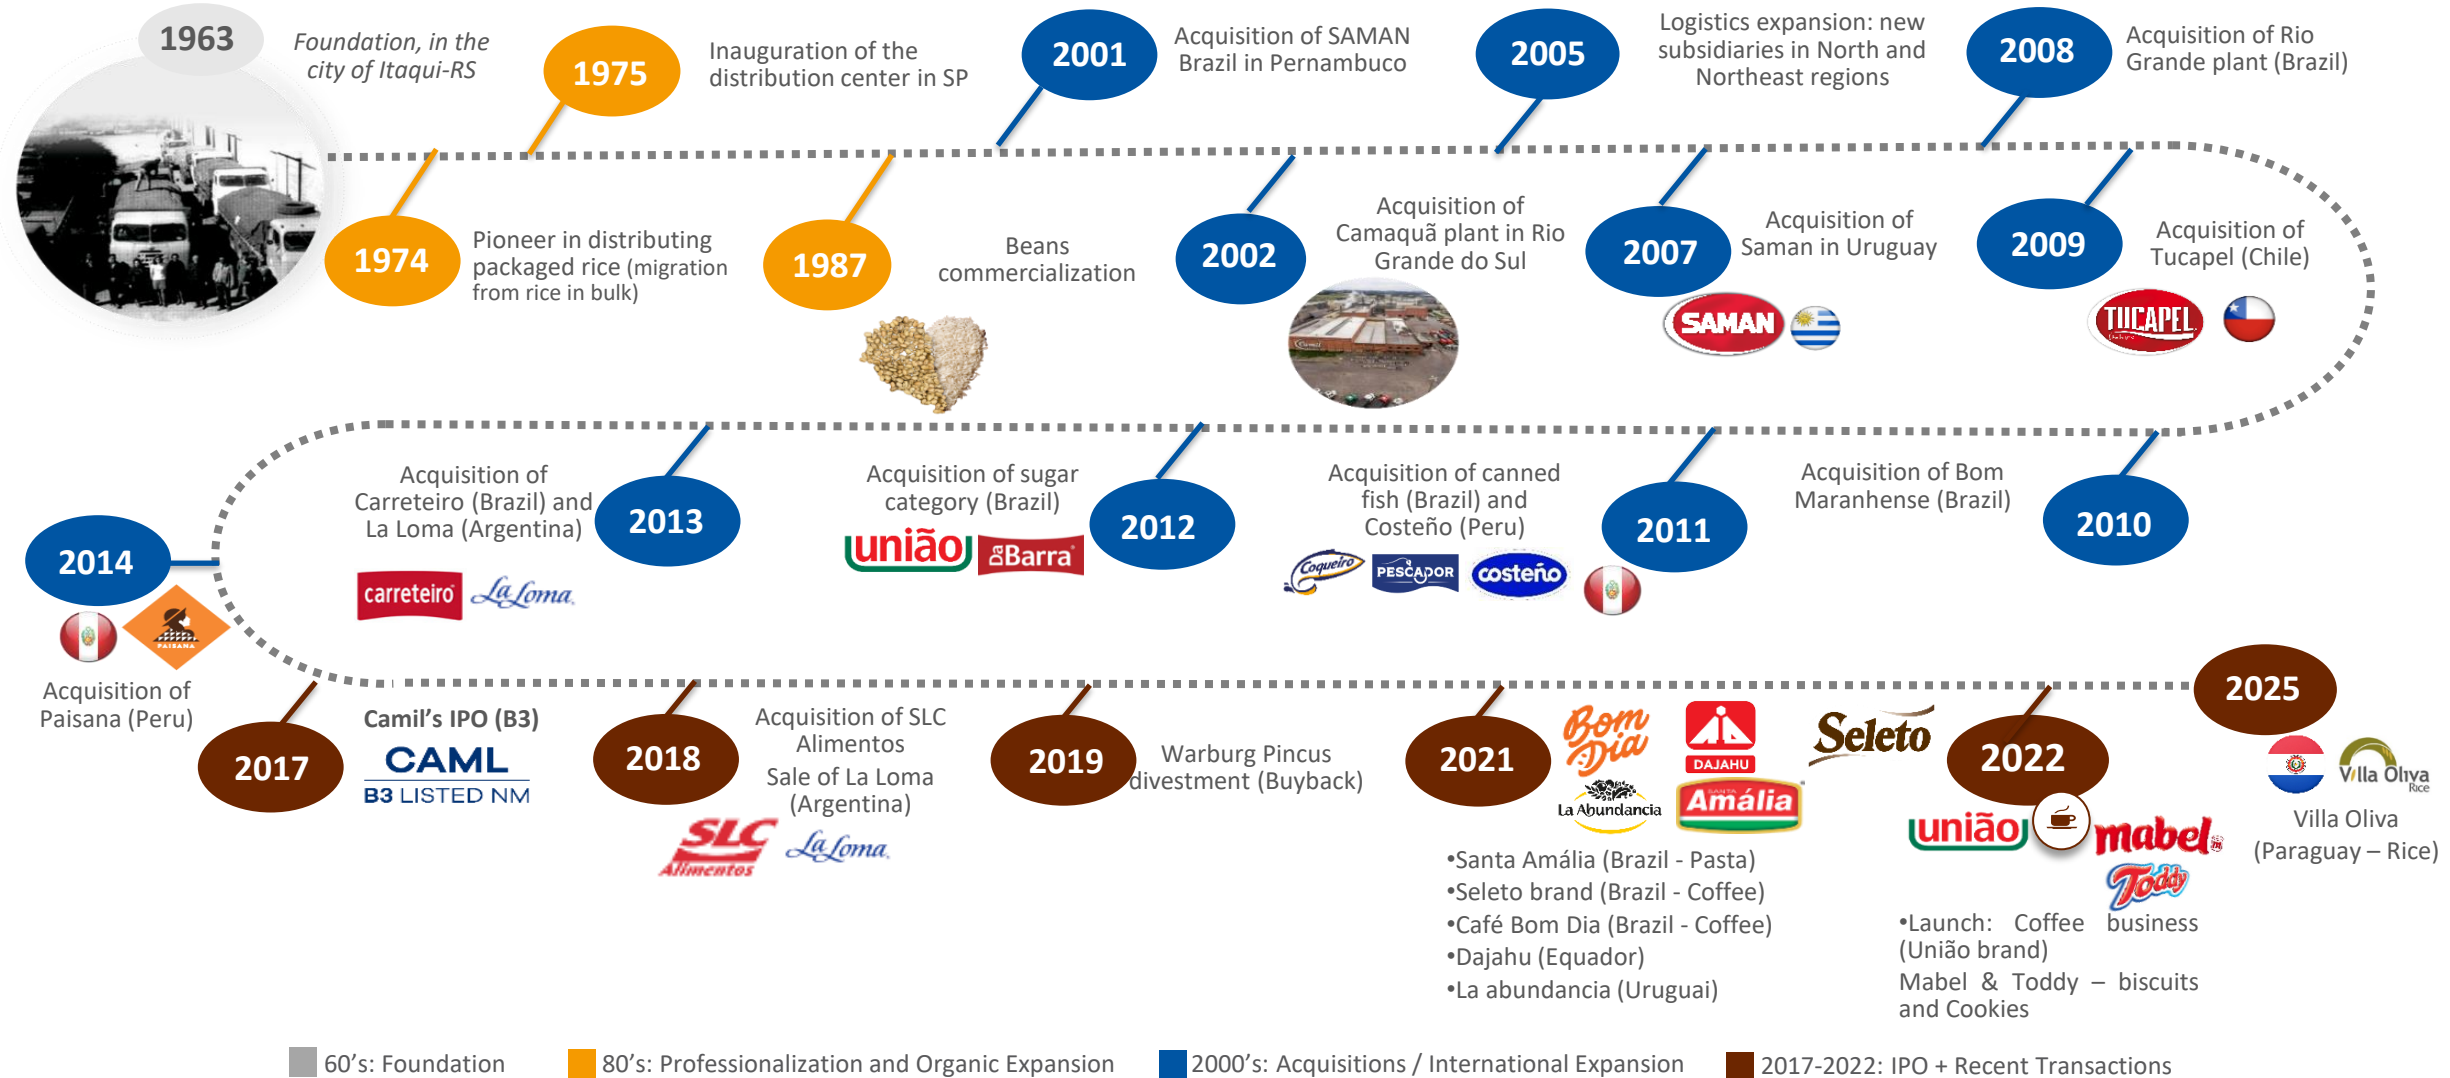 1963
Foundation, in the
city of Itaqui-RS
1975
Inauguration of the
distribution center in SP
2001
Acquisition of SAMAN
Brazil in Pernambuco
2005
Logistics expansion: new
subsidiaries in North and
Northeast regions
2008
Acquisition of Rio
Grande plant (Brazil)
1974
Pioneer in distributing
packaged rice (migration
from rice in bulk)
1987
Beans
commercialization
2002
Acquisition of
Camaquã plant in Rio
Grande do Sul
Camil
2007
Acquisition of
Saman in Uruguay
SAMAN
2009
Acquisition of
Tucapel (Chile)
TUCAPEL
2014
PAISANA
Acquisition of
Paisana (Peru)
Acquisition of
Carreteiro (Brazil) and
La Loma (Argentina)
2013
carreteiro
La Loma
Acquisition of sugar
category (Brazil)
2012
união
DA Barra
Acquisition of canned
fish (Brazil) and
Costeño (Peru)
2011
Coqueiro
PESCADOR
costeño
Acquisition of Bom
Maranhense (Brazil)
2010
2017
Camil's IPO (B3)
CAML
B3 LISTED NM
2018
Acquisition of SLC
Alimentos
Sale of La Loma
(Argentina)
SLC
Alimentos
La Loma
2019
Warburg Pincus
divestment (Buyback)
2021
Bom
Dia
DAJAHU
Seleto
La Abundancia
SANTA
Amália
•Santa Amália (Brazil - Pasta)
•Seleto brand (Brazil - Coffee)
•Café Bom Dia (Brazil - Coffee)
•Dajahu (Equador)
•La abundancia (Uruguai)
2022
união
mabel
Toddy
•Launch: Coffee business
(União brand)
Mabel & Toddy – biscuits
and Cookies
2025
Villa Oliva
Rice
Villa Oliva
(Paraguay – Rice)
60's: Foundation
80's: Professionalization and Organic Expansion
2000's: Acquisitions / International Expansion
2017-2022: IPO + Recent Transactions